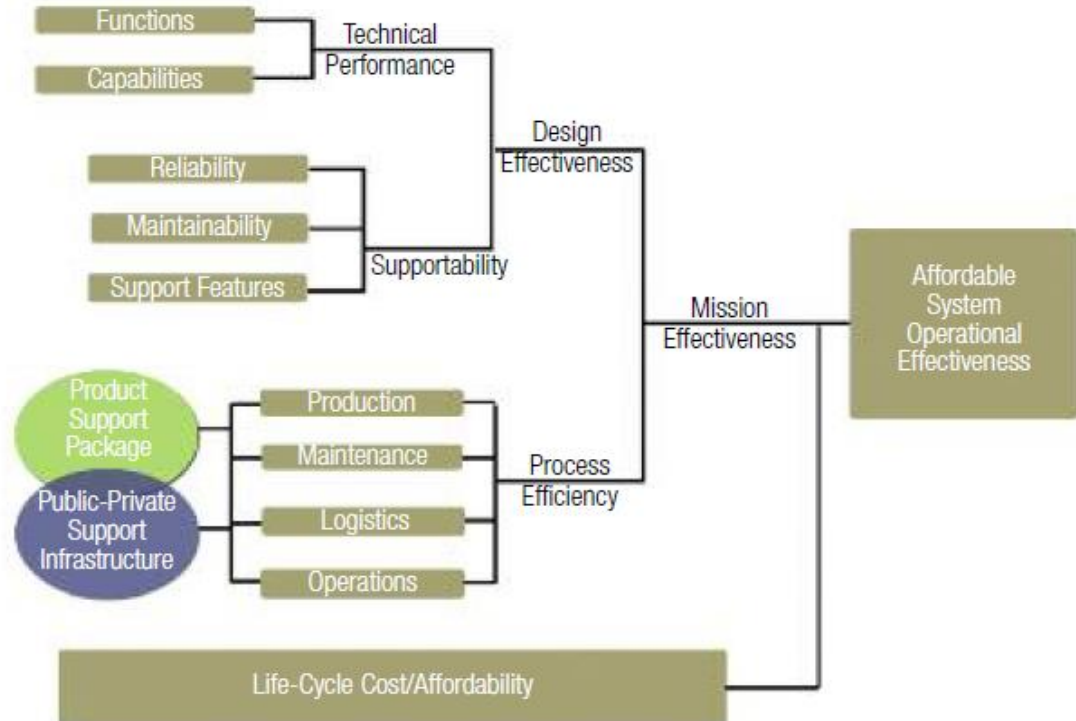 Functions
Capabilities
Technical
Performance
Reliability
Maintainability
Support Features
Supportability
Design
Effectiveness
Product
Support
Package
Public-Private
Support
Infrastructure
Production
Maintenance
Logistics
Operations
Process
Efficiency
Mission
Effectiveness
Affordable
System
Operational
Effectiveness
Life-Cycle Cost/Affordability